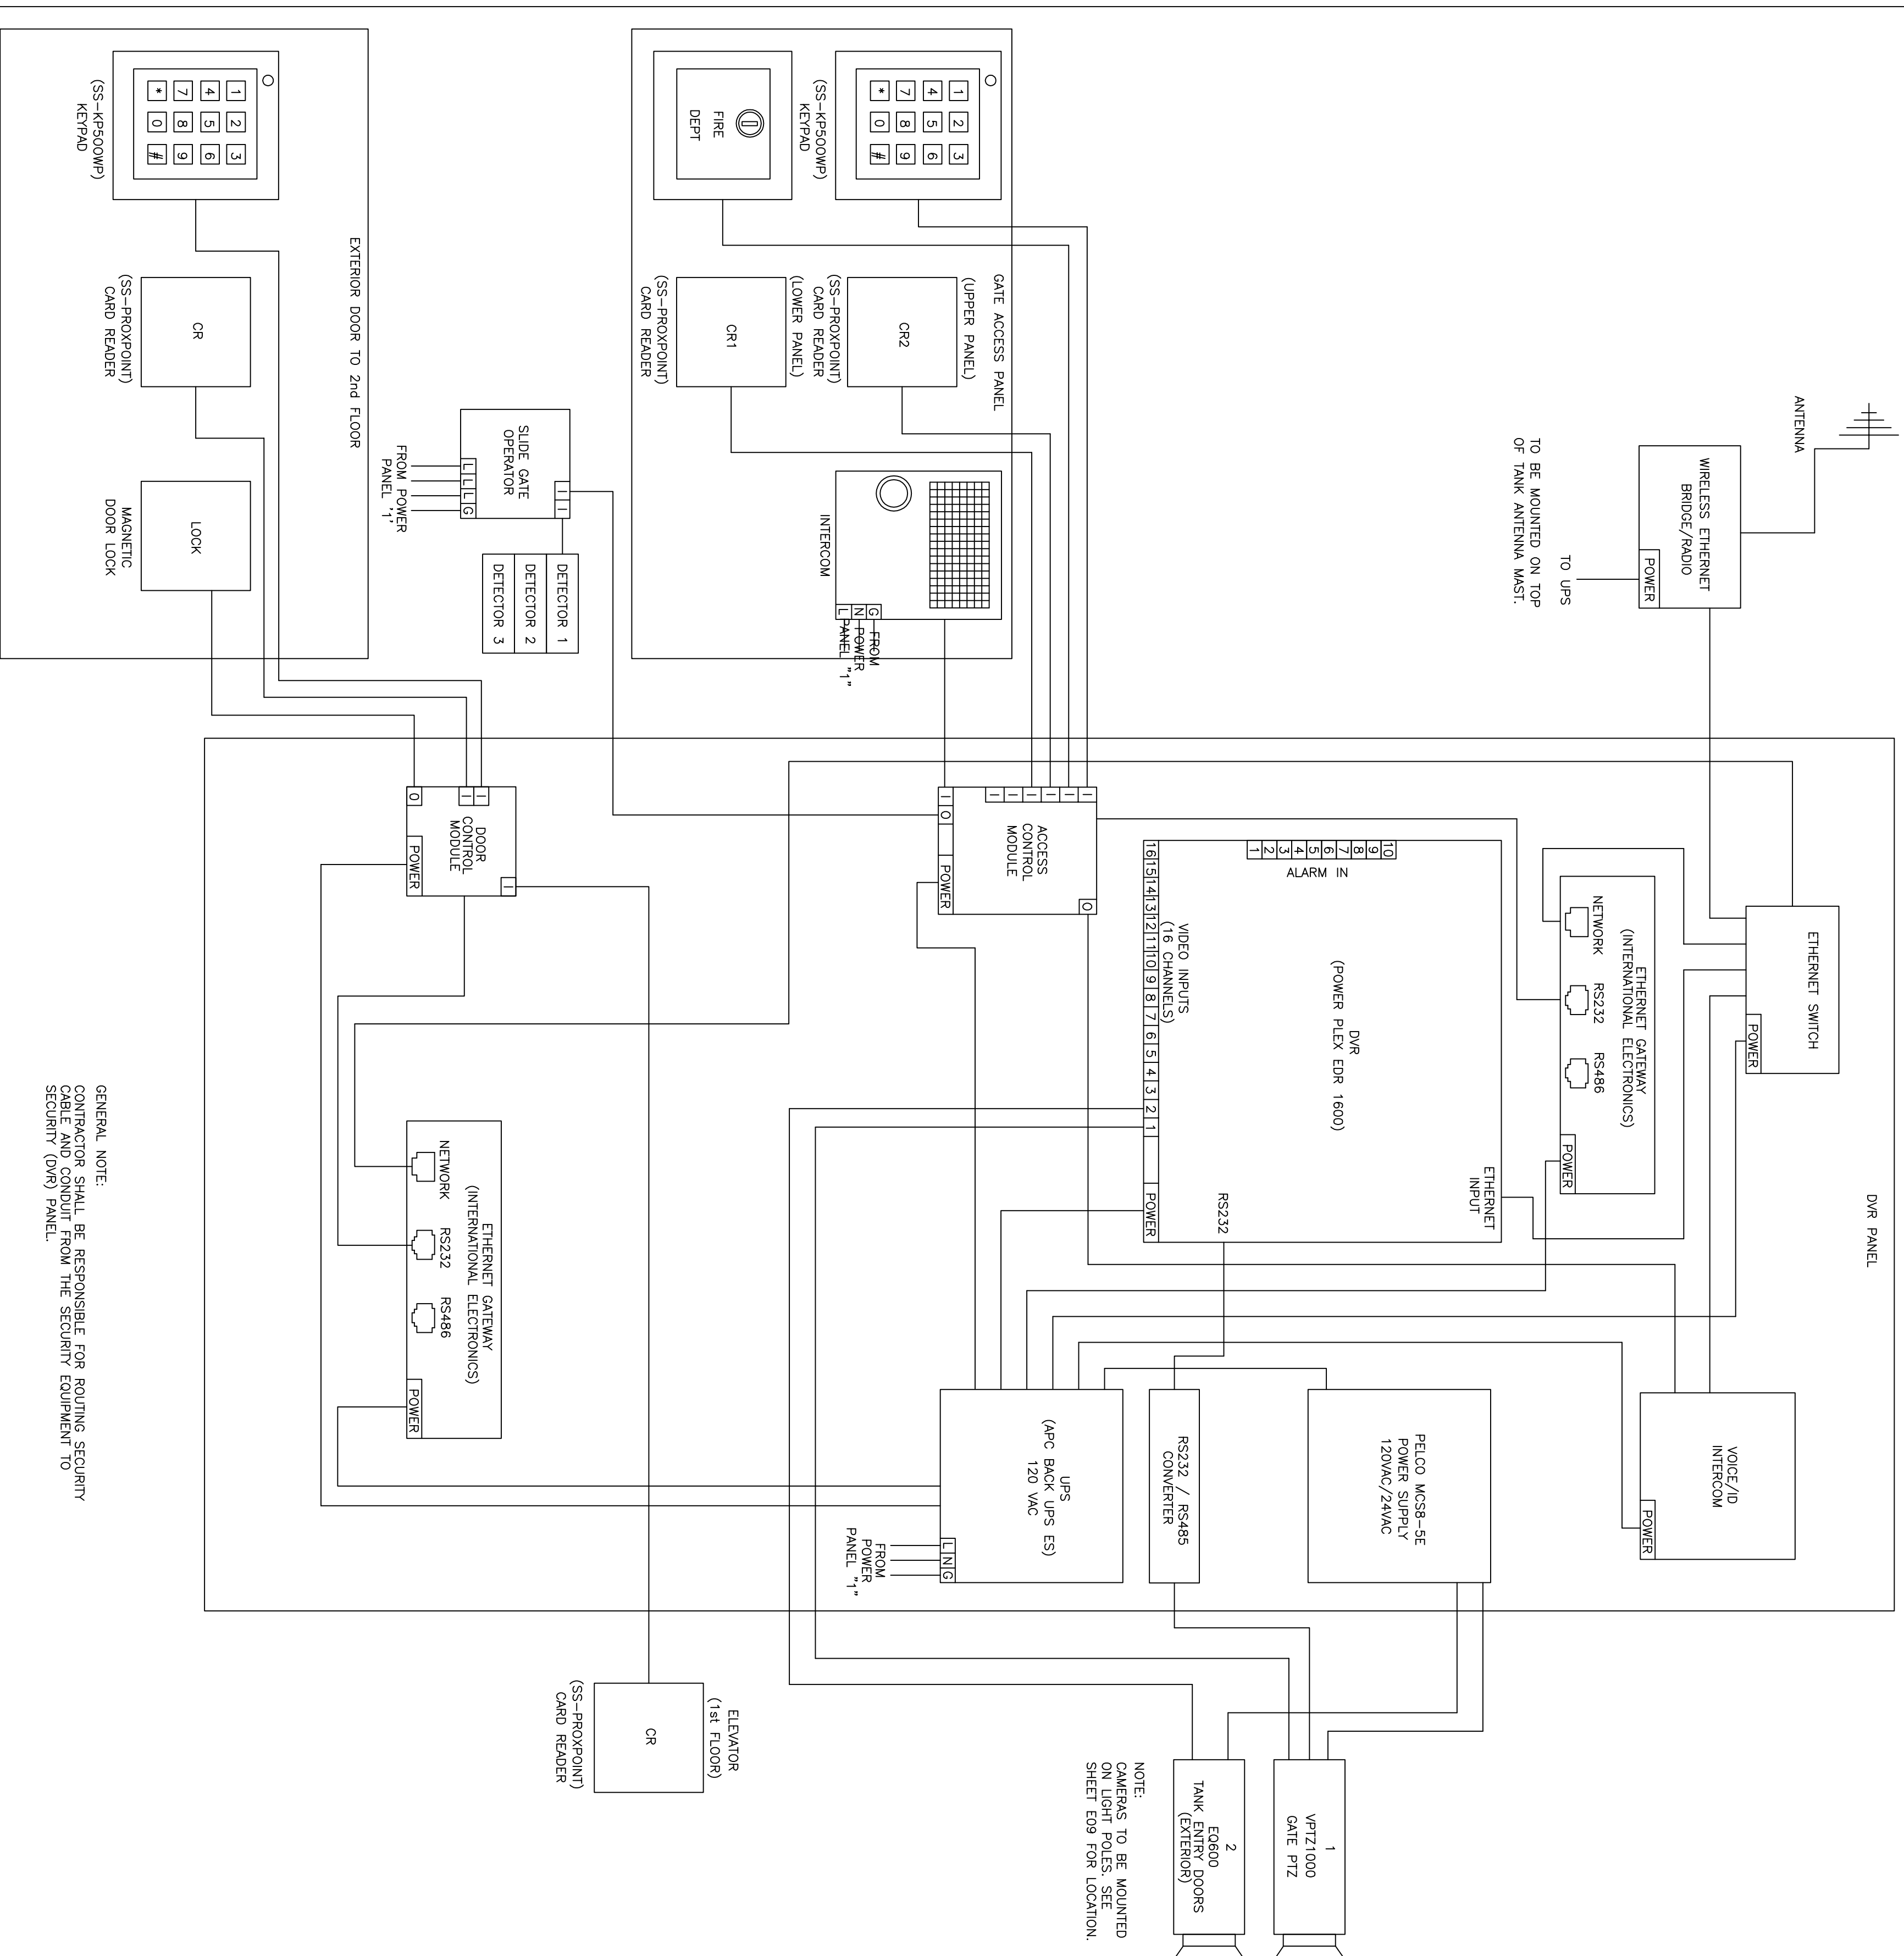 ANTENNA
WIRELESS ETHERNET
BRIDGE/RADIO
POWER
TO UPS
TO BE MOUNTED ON TOP
OF TANK ANTENNA MAST.
GATE ACCESS PANEL
1 2 3
4 5 6
7 8 9
* 0 #
(SS-KP500WP)
KEYPAD
FIRE
DEPT
(UPPER PANEL)
CR2
(SS-PROXPOINT)
CARD READER
(LOWER PANEL)
CR1
(SS-PROXPOINT)
CARD READER
INTERCOM
G
N
L
FROM
POWER
PANEL "1"
SLIDE GATE
OPERATOR
I I
L L L G
FROM POWER
PANEL '1'
DETECTOR 1
DETECTOR 2
DETECTOR 3
EXTERIOR DOOR TO 2nd FLOOR
1 2 3
4 5 6
7 8 9
* 0 #
(SS-KP500WP)
KEYPAD
CR
(SS-PROXPOINT)
CARD READER
LOCK
MAGNETIC
DOOR LOCK
DVR PANEL
ETHERNET SWITCH
POWER
ETHERNET GATEWAY
(INTERNATIONAL ELECTRONICS)
NETWORK RS232 RS486
POWER
ETHERNET
INPUT
RS232
DVR
(POWER PLEX EDR 1600)
10
9
8
7
6
5
4
3
2
1
ALARM IN
VIDEO INPUTS
(16 CHANNELS)
16 15 14 13 12 11 10 9 8 7 6 5 4 3 2 1
POWER
ACCESS
CONTROL
MODULE
I
I
I
I
I
I
O
I O
POWER
DOOR
CONTROL
MODULE
I
I
I
O
POWER
ETHERNET GATEWAY
(INTERNATIONAL ELECTRONICS)
NETWORK RS232 RS486
POWER
VOICE/ID
INTERCOM
POWER
PELCO MCS8-5E
POWER SUPPLY
120VAC/24VAC
RS232 / RS485
CONVERTER
UPS
(APC BACK UPS ES)
120 VAC
L N G
FROM
POWER
PANEL "1"
1
VPTZ1000
GATE PTZ
2
EQ600
TANK ENTRY DOORS
(EXTERIOR)
NOTE:
CAMERAS TO BE MOUNTED
ON LIGHT POLES. SEE
SHEET E09 FOR LOCATION.
ELEVATOR
(1st FLOOR)
CR
(SS-PROXPOINT)
CARD READER
GENERAL NOTE:
CONTRACTOR SHALL BE RESPONSIBLE FOR ROUTING SECURITY
CABLE AND CONDUIT FROM THE SECURITY EQUIPMENT TO
SECURITY (DVR) PANEL.